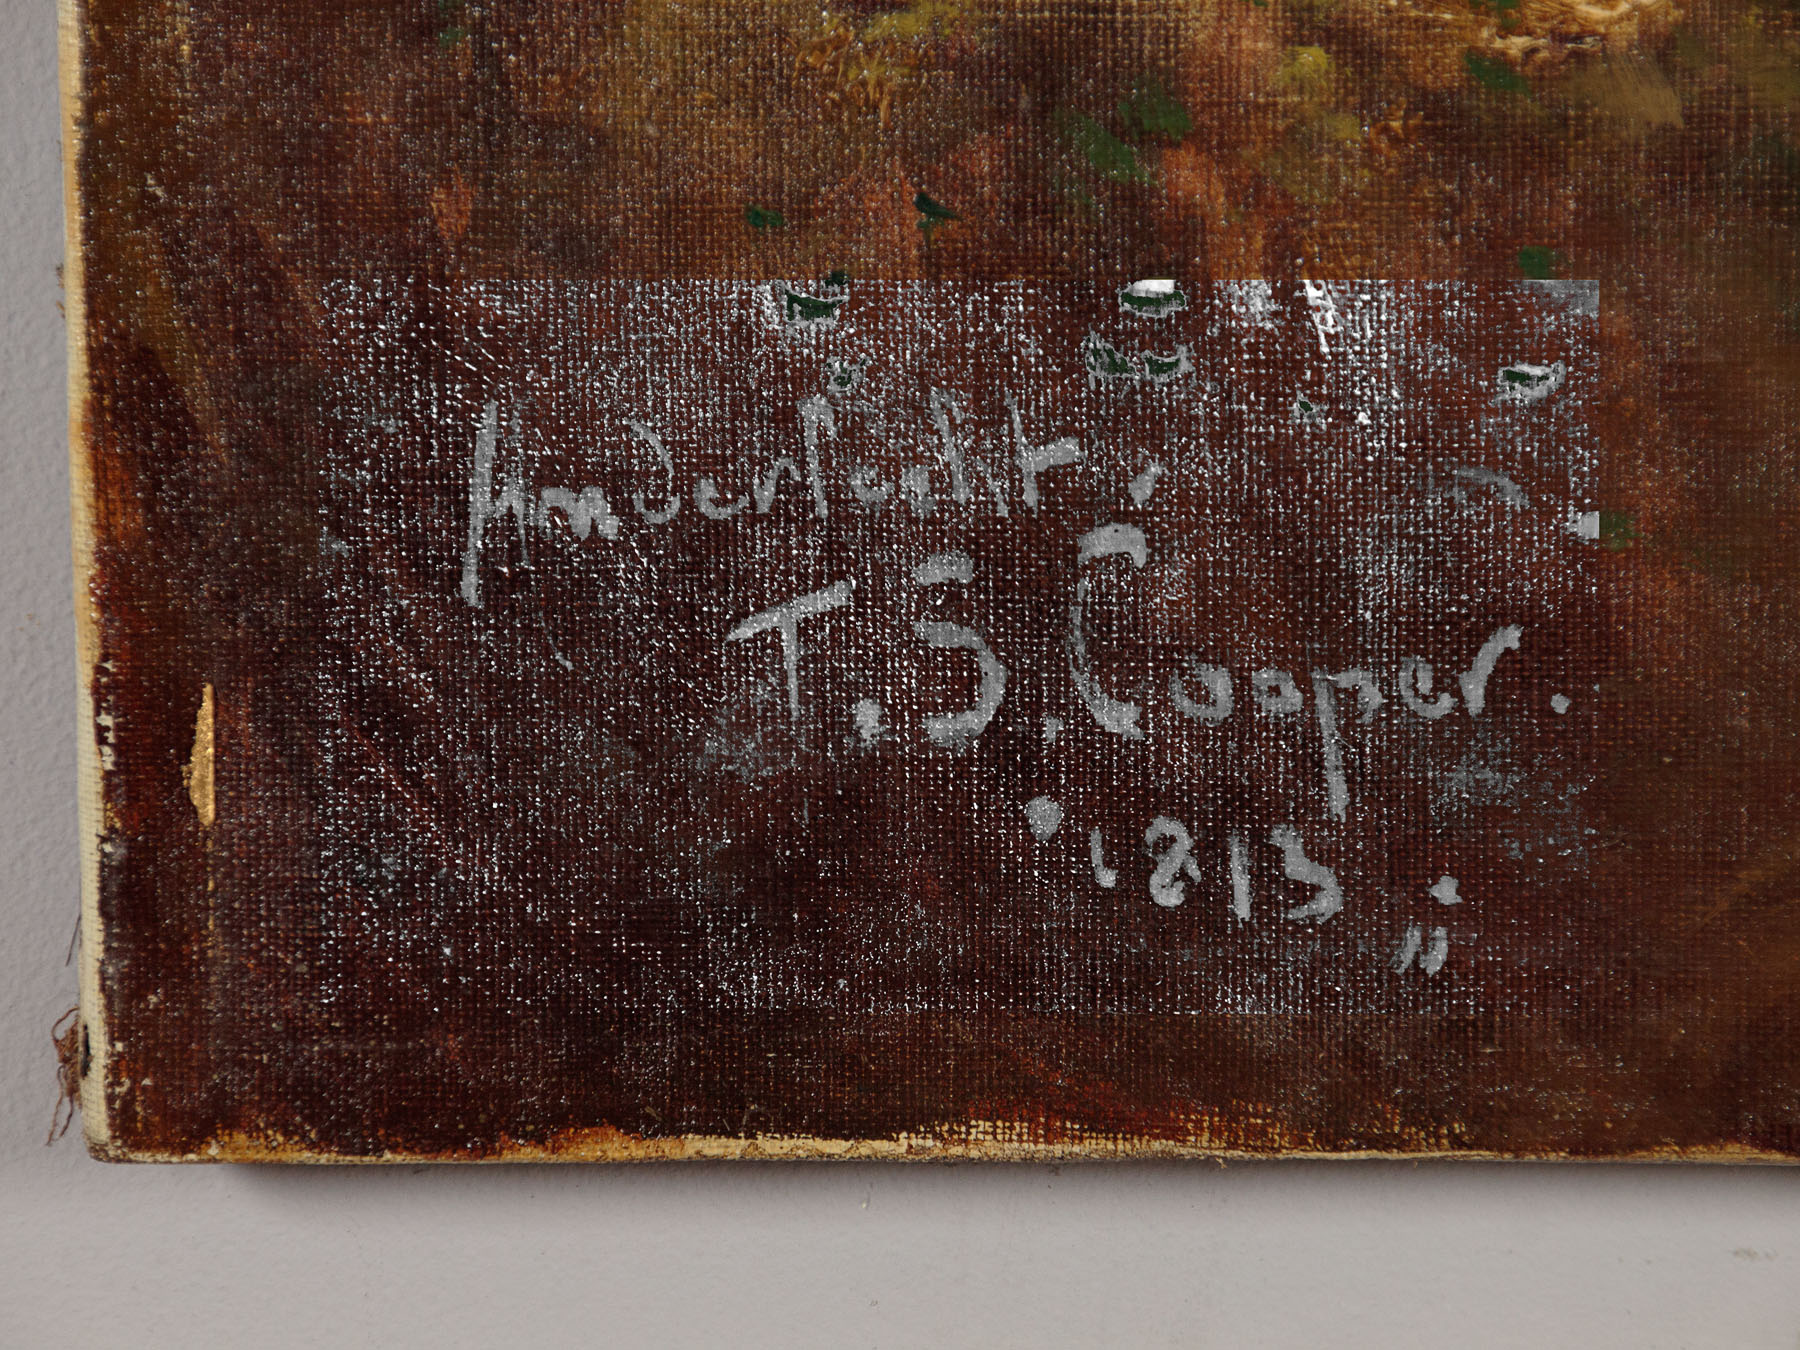 Anderlecht.
T. S. Cooper.
1813
"